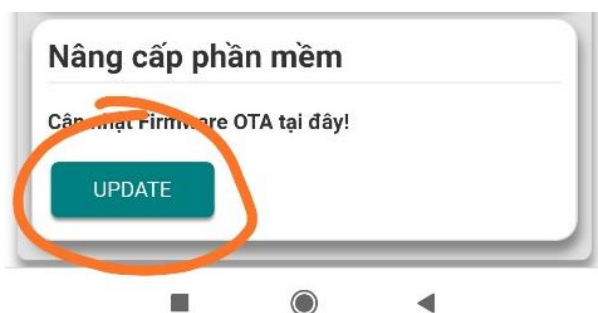 Nâng cấp phần mềm
Cập nhật Firmware OTA tại đây!
UPDATE